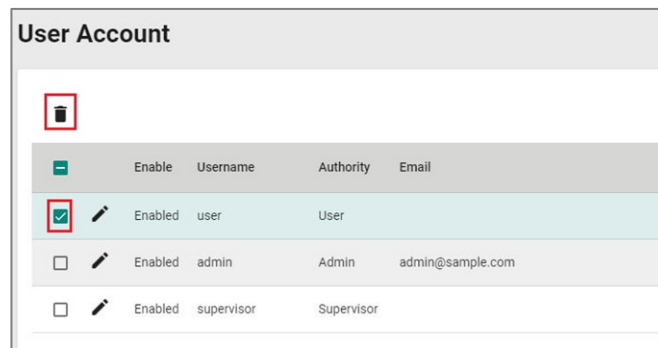 User Account
Enable Username Authority Email
Enabled user User
Enabled admin Admin admin@sample.com
Enabled supervisor Supervisor